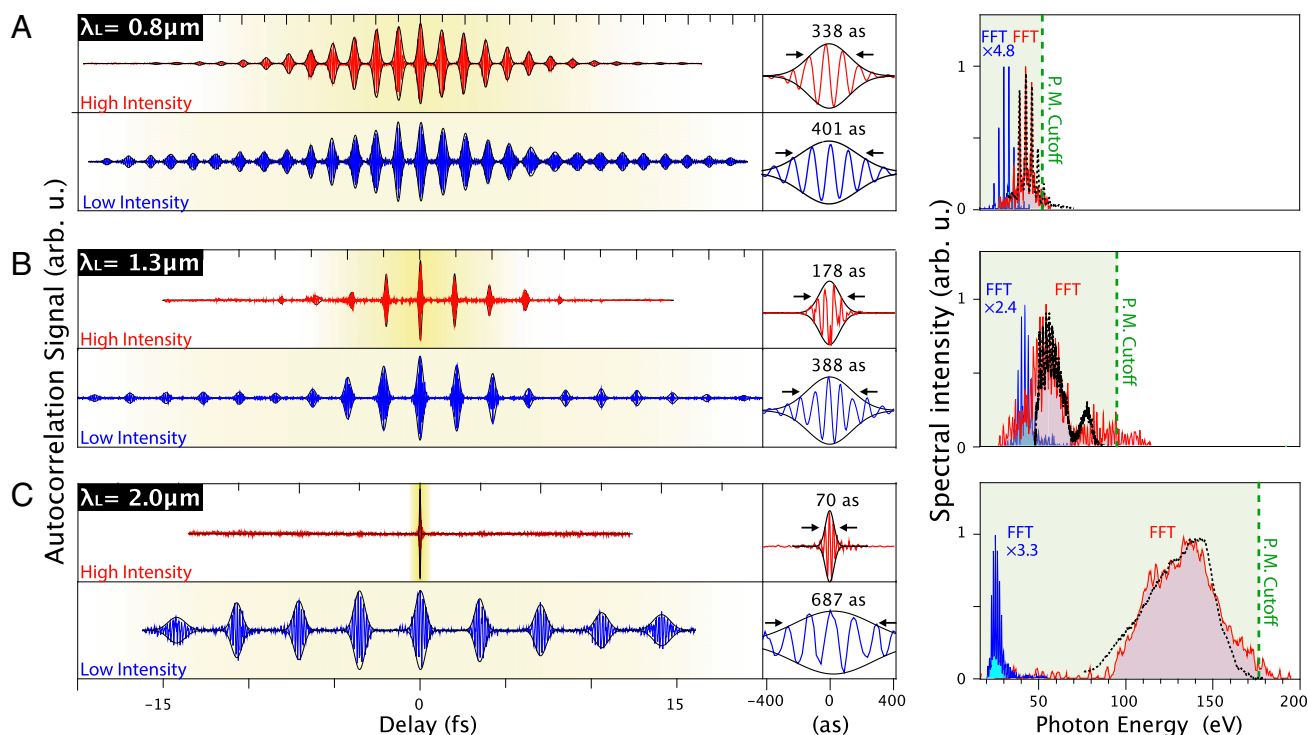 A
λL= 0.8µm
High Intensity
Low Intensity
338 as
401 as
FFT
×4.8
FFT
P. M. Cutoff
1
0
B
λL= 1.3µm
High Intensity
Low Intensity
178 as
388 as
FFT
×2.4
FFT
P. M. Cutoff
1
0
C
λL= 2.0µm
High Intensity
Low Intensity
70 as
687 as
FFT
×3.3
FFT
P. M. Cutoff
1
0
Autocorrelation Signal (arb. u.)
Spectral intensity (arb. u.)
-15
0
15
-400
0
400
50
100
150
200
Delay (fs)
(as)
Photon Energy (eV)